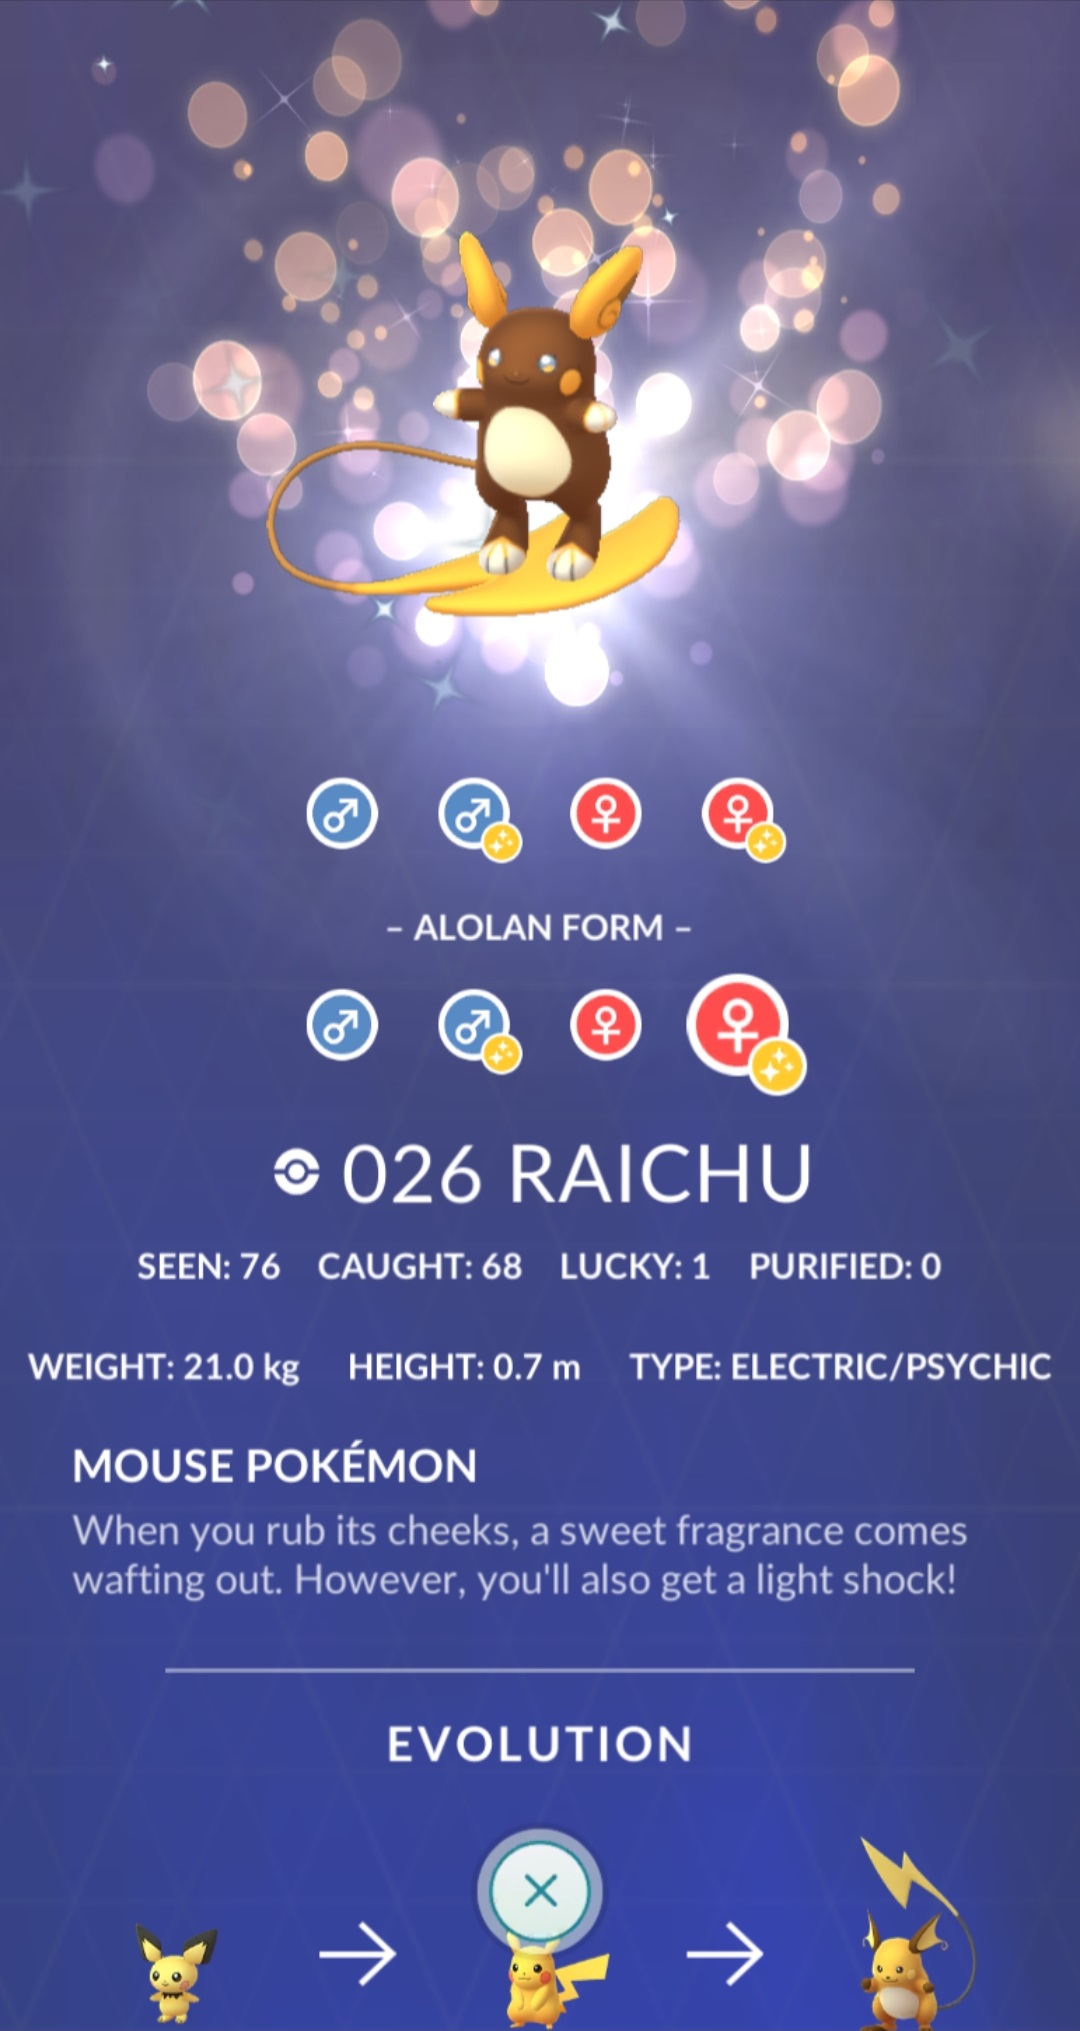 – ALOLAN FORM –
026 RAICHU
SEEN: 76 CAUGHT: 68 LUCKY: 1 PURIFIED: 0
WEIGHT: 21.0 kg HEIGHT: 0.7 m TYPE: ELECTRIC/PSYCHIC
MOUSE POKÉMON
When you rub its cheeks, a sweet fragrance comes
wafting out. However, you'll also get a light shock!
EVOLUTION